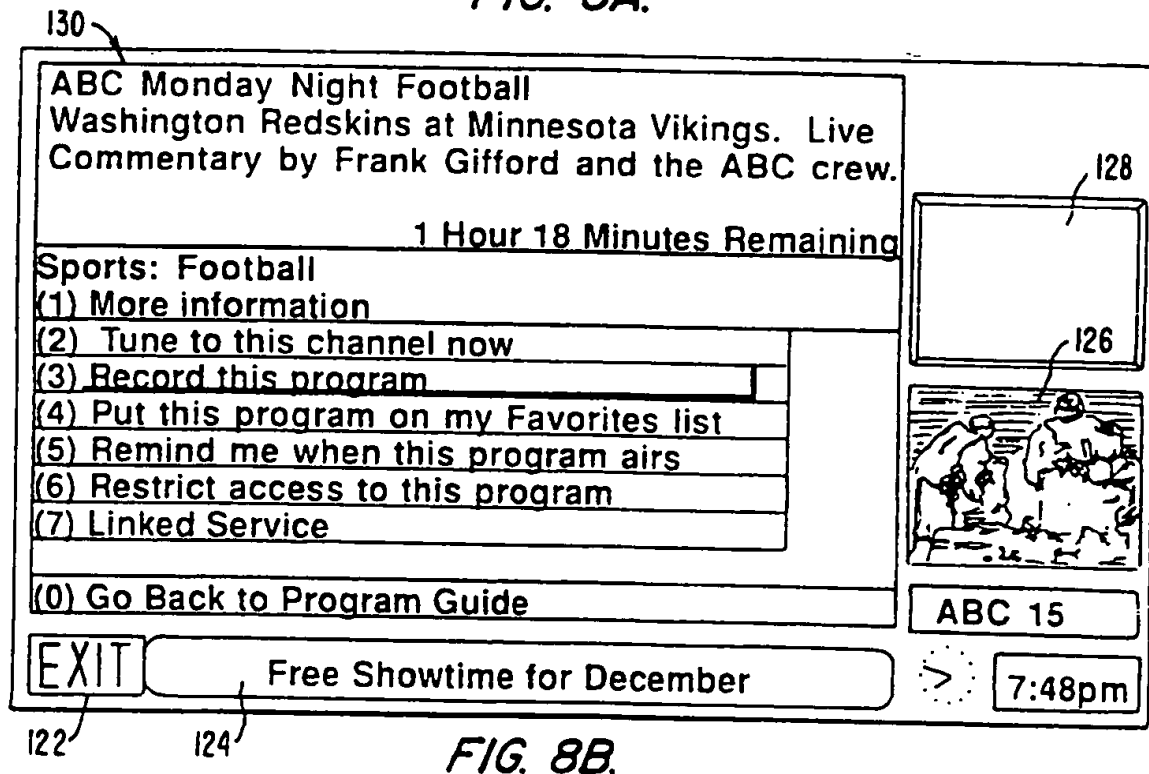 FIG. 8A.
130
ABC Monday Night Football
Washington Redskins at Minnesota Vikings. Live
Commentary by Frank Gifford and the ABC crew.
1 Hour 18 Minutes Remaining
Sports: Football
(1) More information
(2) Tune to this channel now
(3) Record this program
(4) Put this program on my Favorites list
(5) Remind me when this program airs
(6) Restrict access to this program
(7) Linked Service
(0) Go Back to Program Guide
128
126
ABC 15
EXIT
Free Showtime for December
7:48pm
122
124
FIG. 8B.